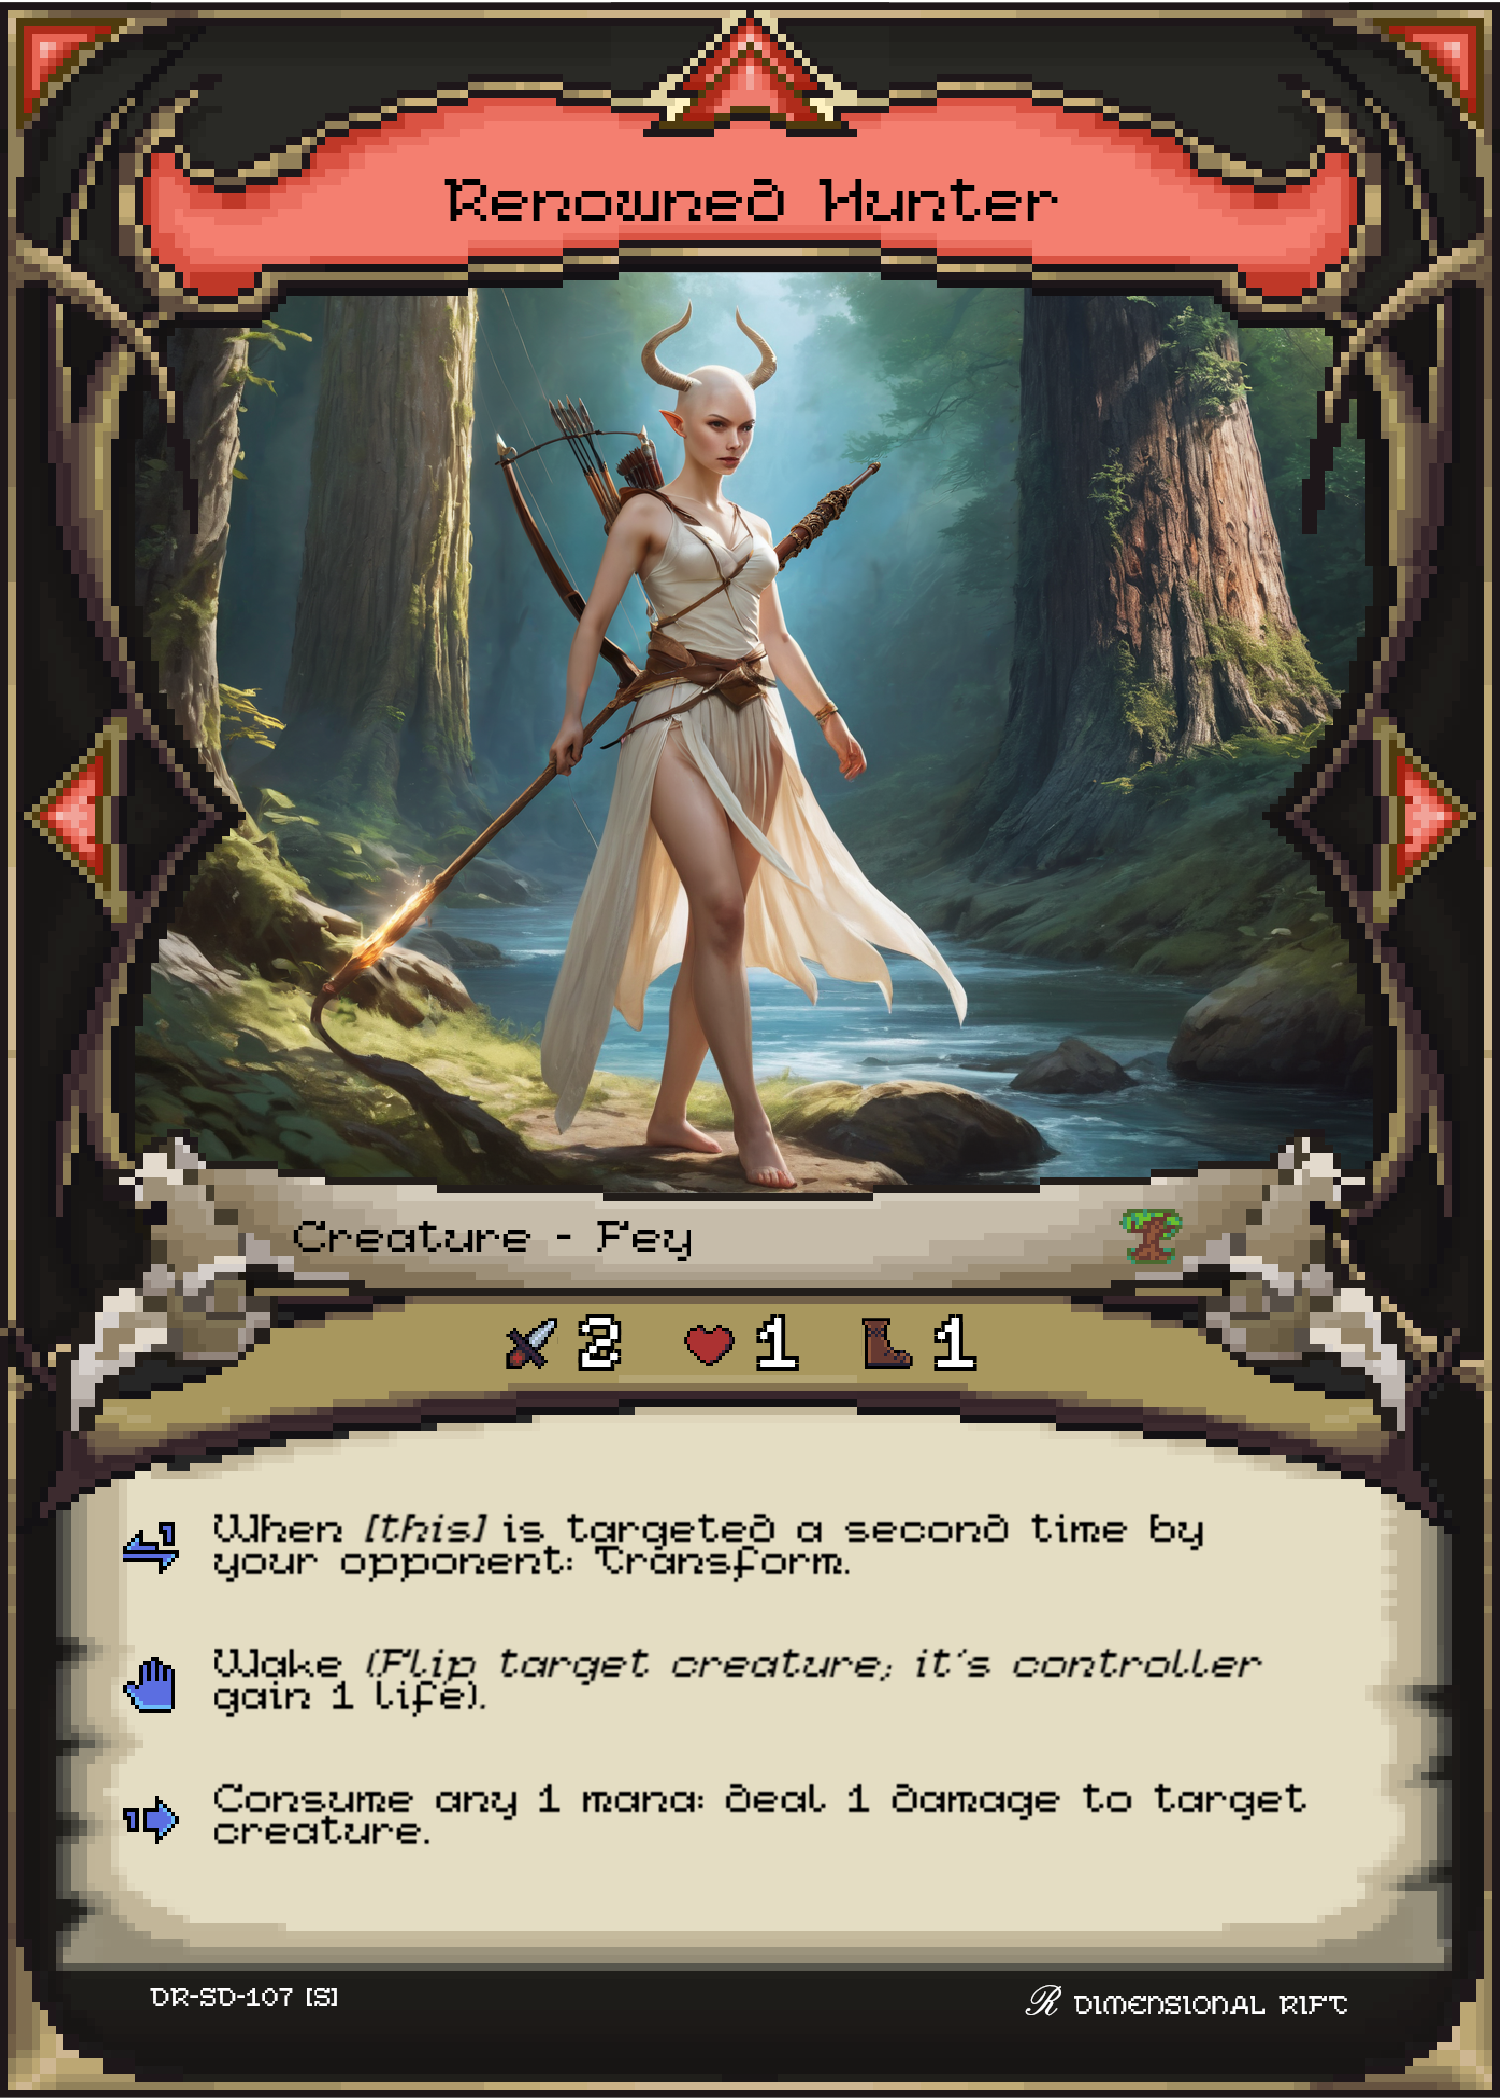 Renowned Hunter
Creature - Fey
2 1 1
When [this] is targeted a second time by
your opponent: Transform.
Wake (Flip target creature; it's controller
gain 1 life).
1
Consume any 1 mana: deal 1 damage to target
creature.
DR-SD-107 [S]
R DIMENSIONAL RIFT